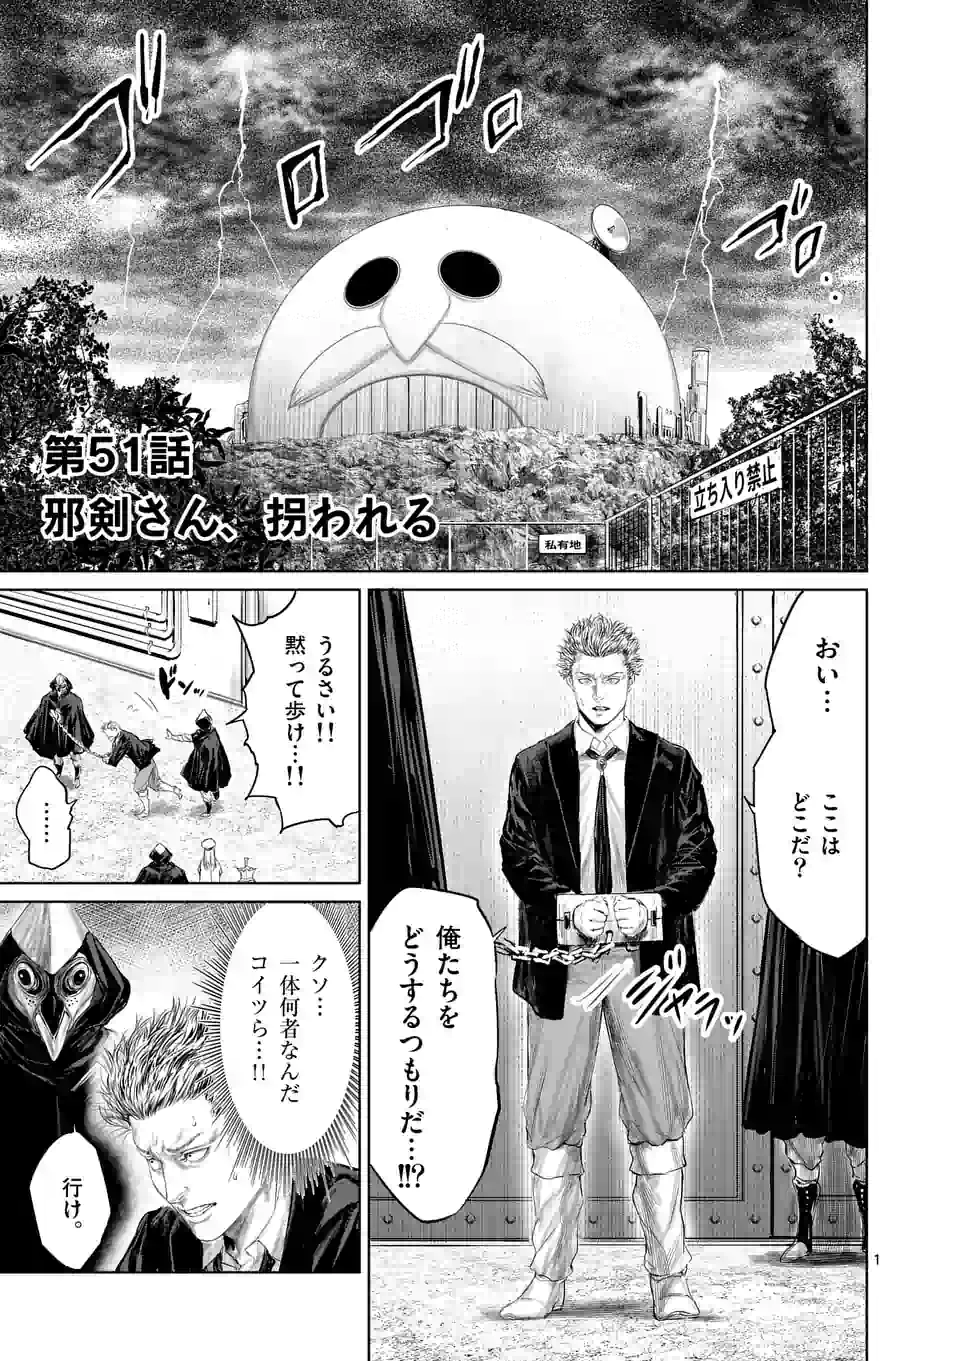 ゴロ
ゴロ
ゴロ…
第51話
邪剣さん、拐われる
立ち入り禁止
私有地
おい…
ここは
どこだ？
俺たちを
どうするつもりだ…!!?
ジャラッ
うるさい!!
黙って歩け…!!
……
クソ…
一体何者なんだ
コイツら…!!
行け。
1